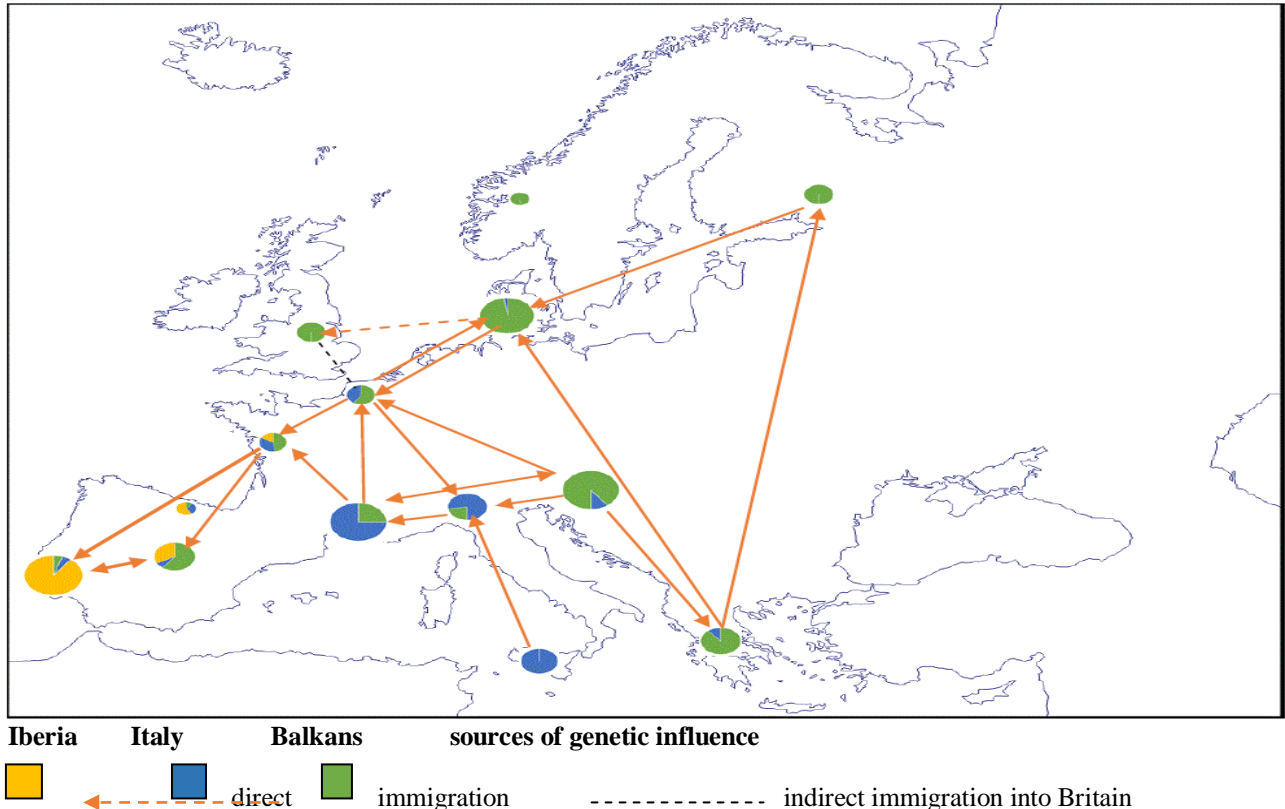 Iberia Italy Balkans sources of genetic influence
direct immigration indirect immigration into Britain